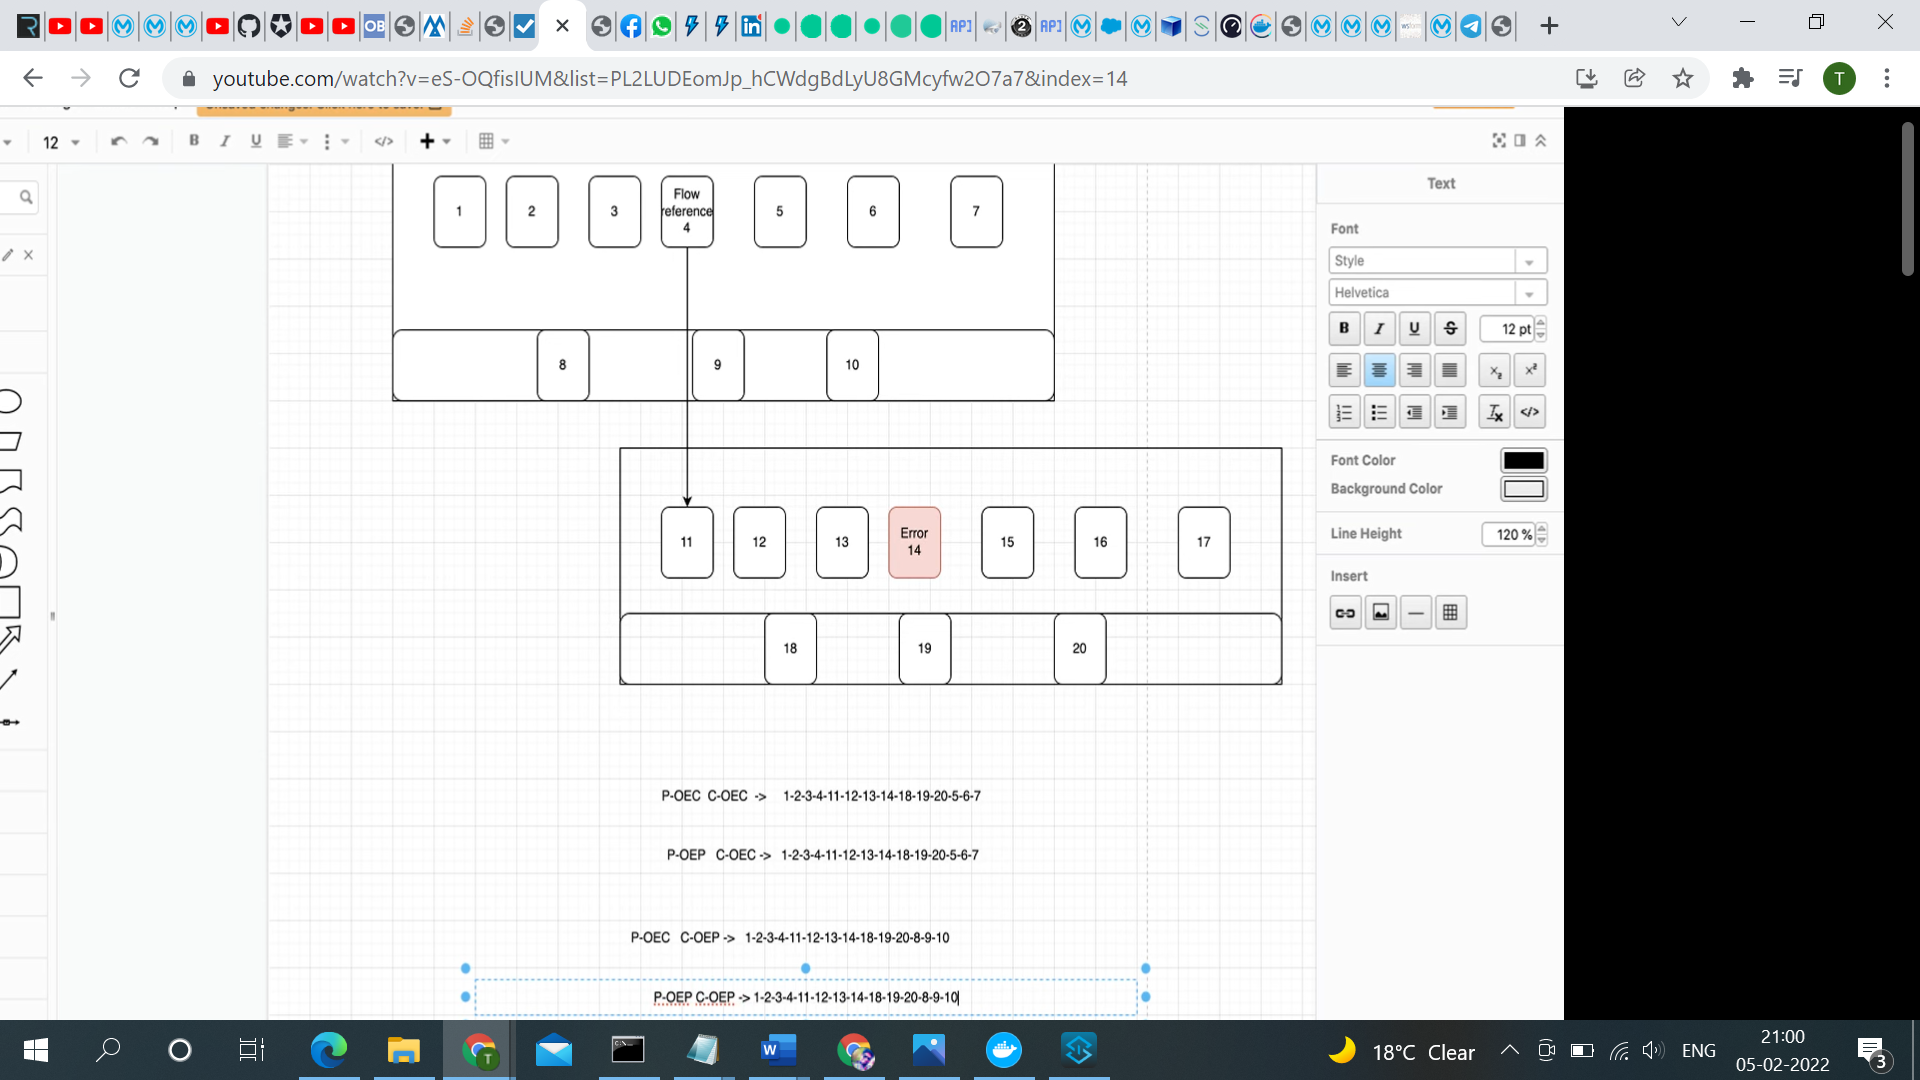 youtube.com/watch?v=eS-OQfisIUM&list=PL2LUDEomJp_hCWdgBdLyU8GMcyfw2O7a7&index=14
T
12
B I U
Text
Font
Style
Helvetica
B I U S 12 pt
Font Color
Background Color
Line Height 120 %
Insert
1 2 3 Flow reference 4 5 6 7
8 9 10
11 12 13 Error 14 15 16 17
18 19 20
P-OEC C-OEC -> 1-2-3-4-11-12-13-14-18-19-20-5-6-7
P-OEP C-OEC -> 1-2-3-4-11-12-13-14-18-19-20-5-6-7
P-OEC C-OEP -> 1-2-3-4-11-12-13-14-18-19-20-8-9-10
P-OEP C-OEP -> 1-2-3-4-11-12-13-14-18-19-20-8-9-10
18°C Clear
ENG
21:00
05-02-2022
3